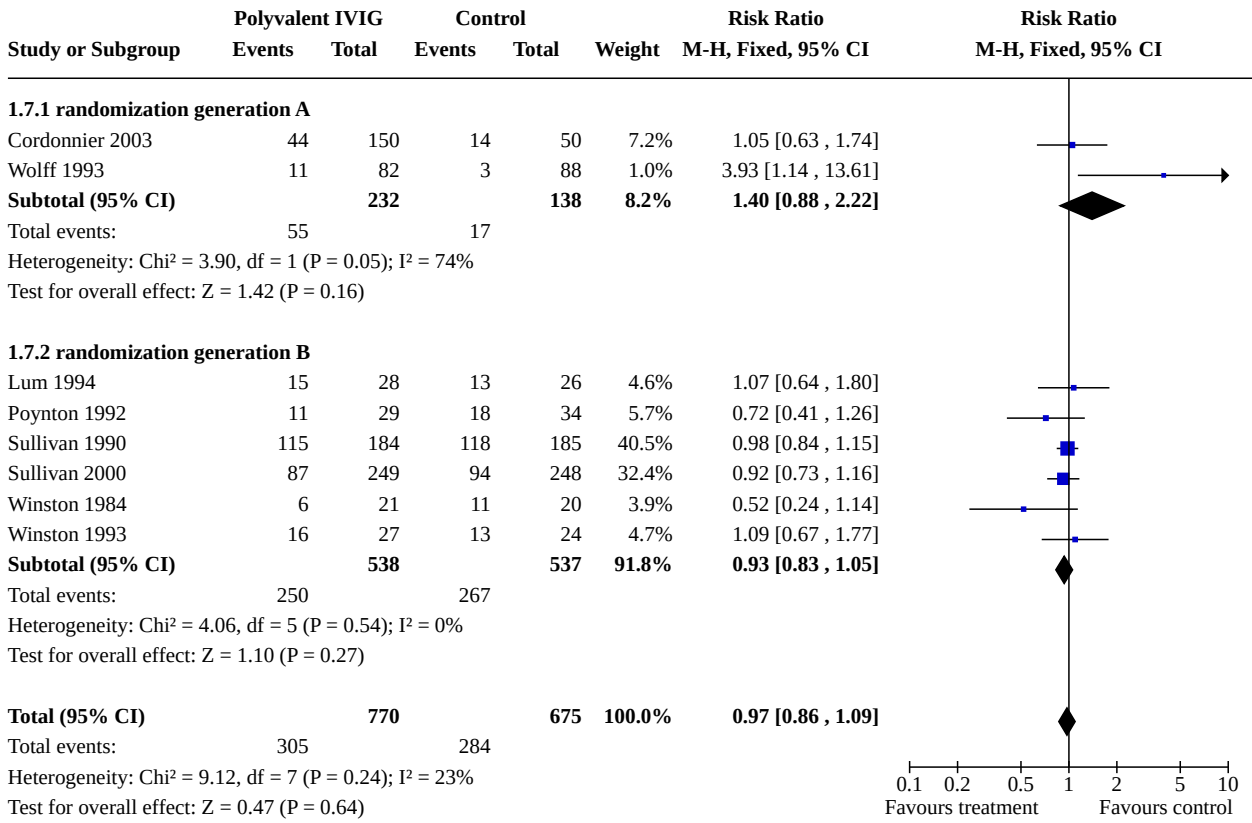 Polyvalent IVIG Control Risk Ratio Risk Ratio
Study or Subgroup Events Total Events Total Weight M-H, Fixed, 95% CI M-H, Fixed, 95% CI
1.7.1 randomization generation A
Cordonnier 2003 44 150 14 50 7.2% 1.05 [0.63 , 1.74]
Wolff 1993 11 82 3 88 1.0% 3.93 [1.14 , 13.61]
Subtotal (95% CI) 232 138 8.2% 1.40 [0.88 , 2.22]
Total events: 55 17
Heterogeneity: Chi² = 3.90, df = 1 (P = 0.05); I² = 74%
Test for overall effect: Z = 1.42 (P = 0.16)
1.7.2 randomization generation B
Lum 1994 15 28 13 26 4.6% 1.07 [0.64 , 1.80]
Poynton 1992 11 29 18 34 5.7% 0.72 [0.41 , 1.26]
Sullivan 1990 115 184 118 185 40.5% 0.98 [0.84 , 1.15]
Sullivan 2000 87 249 94 248 32.4% 0.92 [0.73 , 1.16]
Winston 1984 6 21 11 20 3.9% 0.52 [0.24 , 1.14]
Winston 1993 16 27 13 24 4.7% 1.09 [0.67 , 1.77]
Subtotal (95% CI) 538 537 91.8% 0.93 [0.83 , 1.05]
Total events: 250 267
Heterogeneity: Chi² = 4.06, df = 5 (P = 0.54); I² = 0%
Test for overall effect: Z = 1.10 (P = 0.27)
Total (95% CI) 770 675 100.0% 0.97 [0.86 , 1.09]
Total events: 305 284
Heterogeneity: Chi² = 9.12, df = 7 (P = 0.24); I² = 23%
Test for overall effect: Z = 0.47 (P = 0.64)
0.1 0.2 0.5 1 2 5 10
Favours treatment Favours control